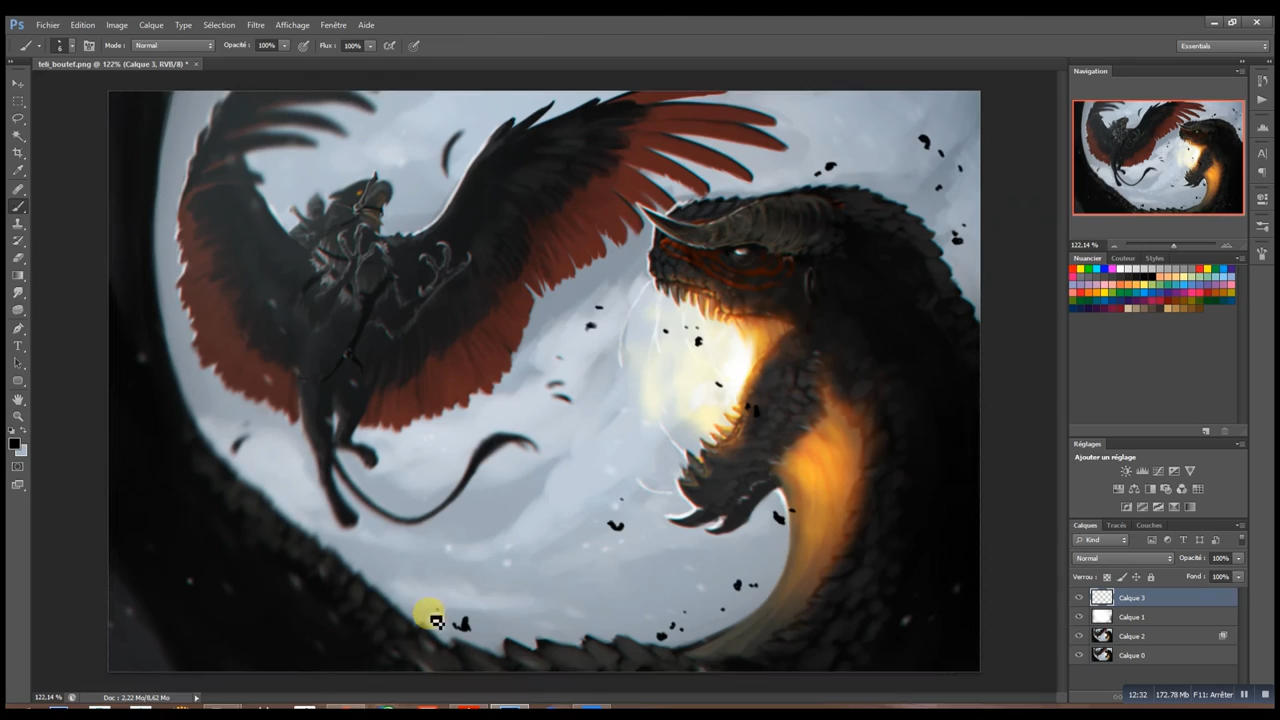 Ps Fichier Edition Image Calque Type Sélection Filtre Affichage Fenêtre Aide
6 Mode : Normal Opacité : 100% Flux : 100% Essentials
teli_boutef.png @ 122% (Calque 3, RVB/8) * ×
Navigation
122,14 %
Nuancier Couleur Styles
Réglages
Ajouter un réglage
Calques Tracés Couches
Kind
Normal Opacité : 100%
Verrou : Fond : 100%
Calque 3
Calque 1
Calque 2
Calque 0
122,14 % Doc : 2,22 Mo/8,62 Mo
12:32 172.78 Mb F11: Arrêter